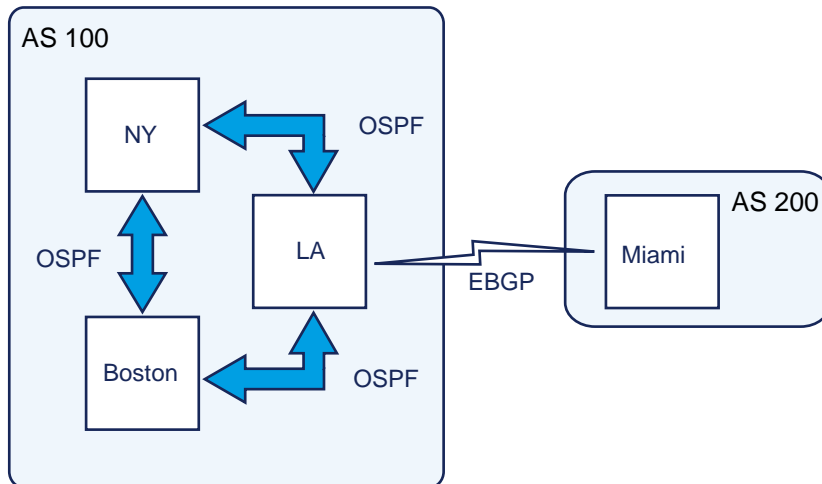 AS 100
NY
OSPF
AS 200
OSPF
LA
Miami
EBGP
Boston
OSPF